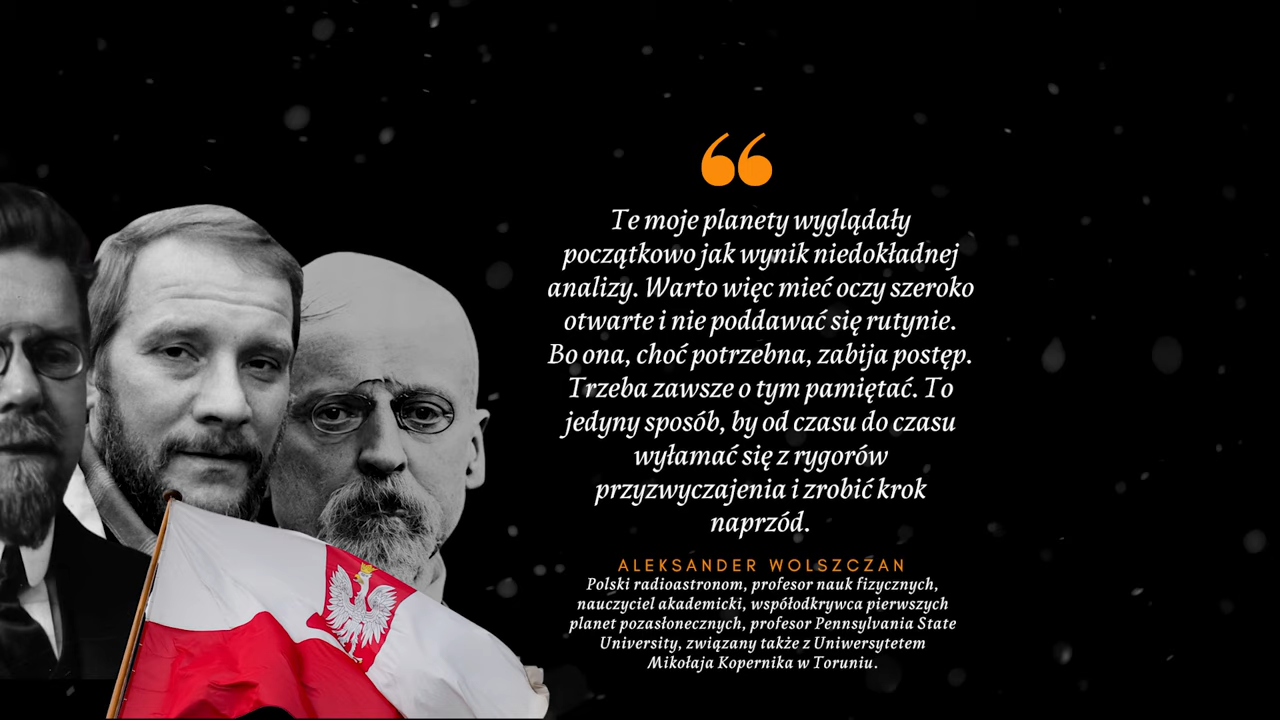 Te moje planety wyglądały
początkowo jak wynik niedokładnej
analizy. Warto więc mieć oczy szeroko
otwarte i nie poddawać się rutynie.
Bo ona, choć potrzebna, zabija postęp.
Trzeba zawsze o tym pamiętać. To
jedyny sposób, by od czasu do czasu
wyłamać się z rygorów
przyzwyczajenia i zrobić krok
naprzód.
ALEKSANDER WOLSZCZAN
Polski radioastronom, profesor nauk fizycznych,
nauczyciel akademicki, współodkrywca pierwszych
planet pozasłonecznych, profesor Pennsylvania State
University, związany także z Uniwersytetem
Mikołaja Kopernika w Toruniu.